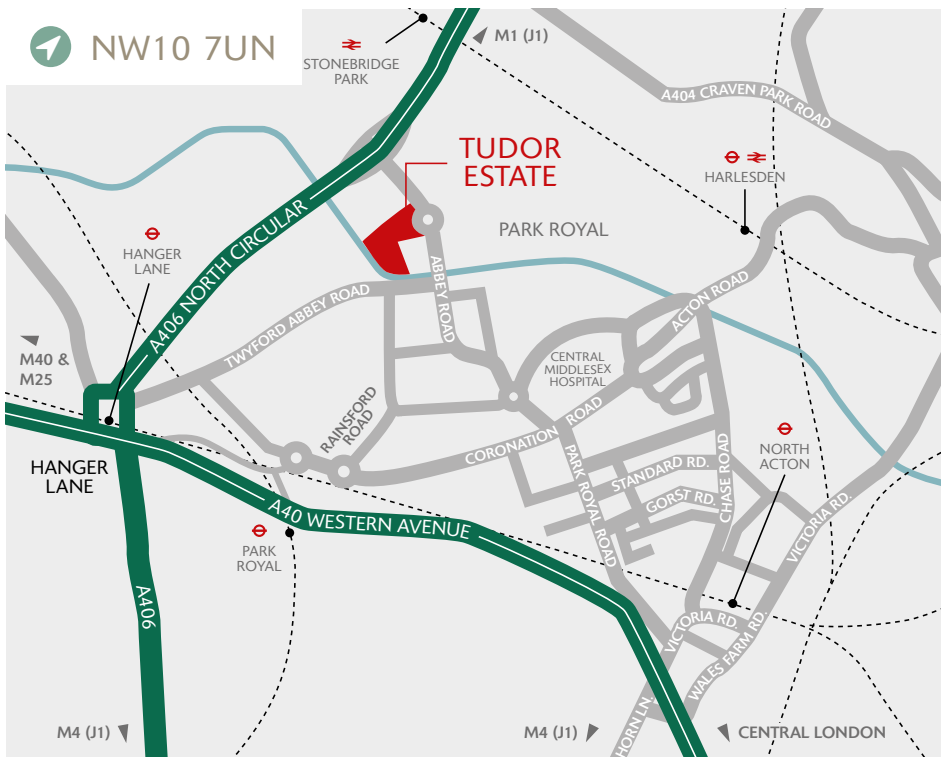 NW10 7UN
STONEBRIDGE
PARK
M1 (J1)
A404 CRAVEN PARK ROAD
TUDOR
ESTATE
HARLESDEN
PARK ROYAL
A406 NORTH CIRCULAR
HANGER
LANE
ABBEY ROAD
TWYFORD ABBEY ROAD
ACTON ROAD
M40 &
M25
CENTRAL
MIDDLESEX
HOSPITAL
RAINSFORD
ROAD
CORONATION ROAD
HANGER
LANE
STANDARD RD.
GORST RD.
CHASE ROAD
PARK ROYAL ROAD
NORTH
ACTON
VICTORIA RD.
A40 WESTERN AVENUE
PARK
ROYAL
A406
VICTORIA RD.
WALES FARM RD.
HORN LN.
M4 (J1)
M4 (J1)
CENTRAL LONDON